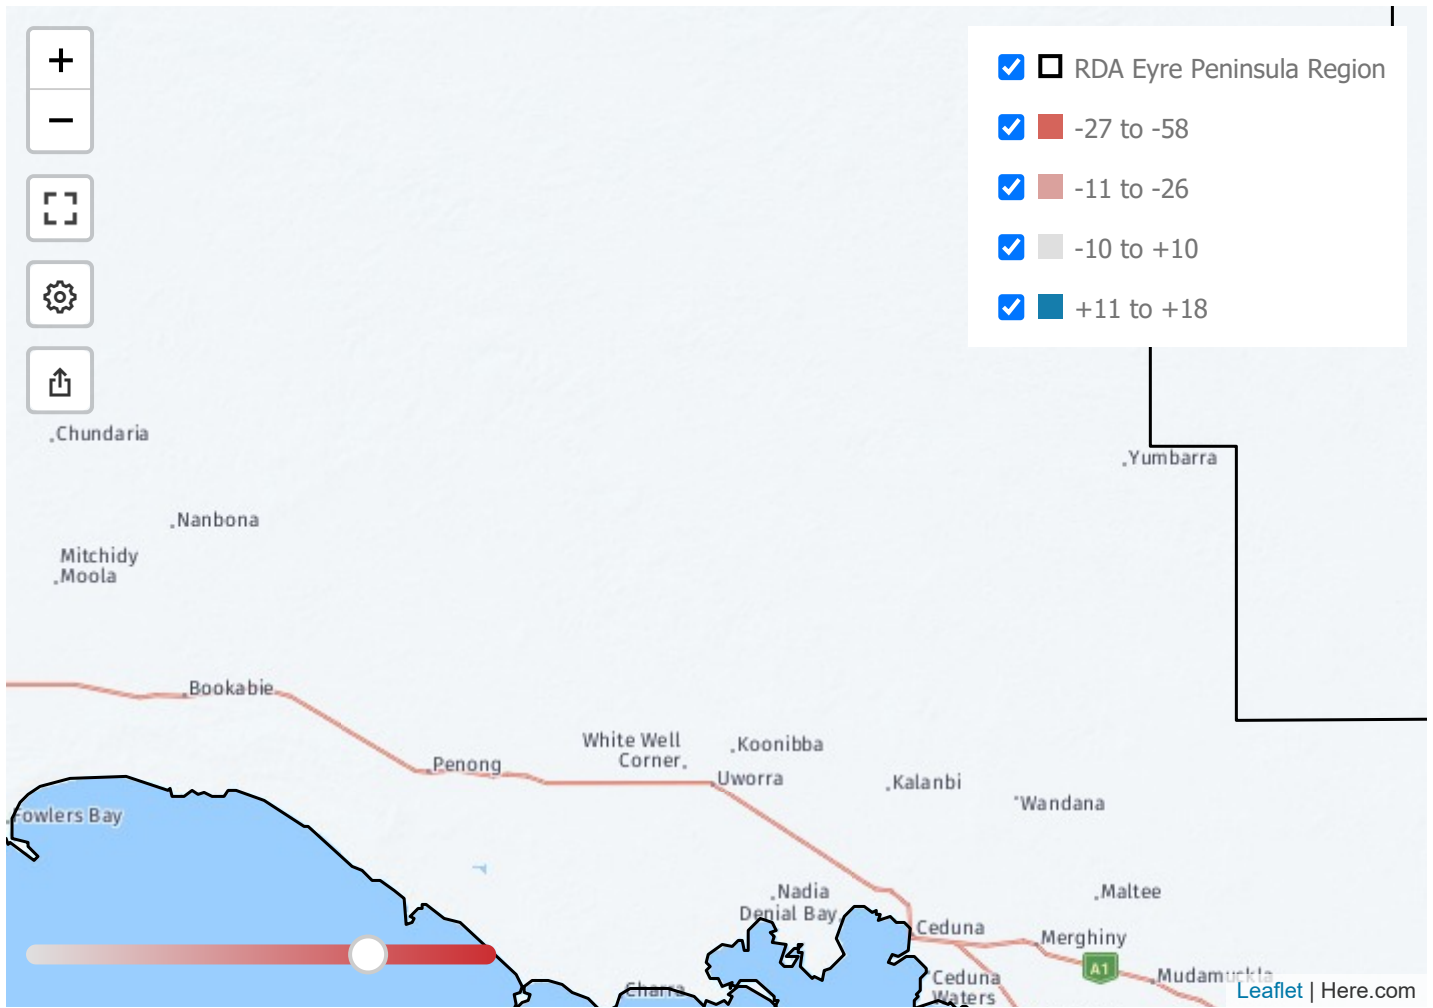 +
RDA Eyre Peninsula Region
−
-27 to -58
-11 to -26
-10 to +10
+11 to +18
Chundaria
Yumbarra
Nanbona
Mitchidy
Moola
Bookabie
White Well
Corner
Koonibba
Penong
Uworra
Kalanbi
Wandana
Fowlers Bay
Nadia
Maltee
Denial Bay
Ceduna
Merghiny
A1
Mudamuckla
Ceduna
Waters
Charra
Leaflet | Here.com